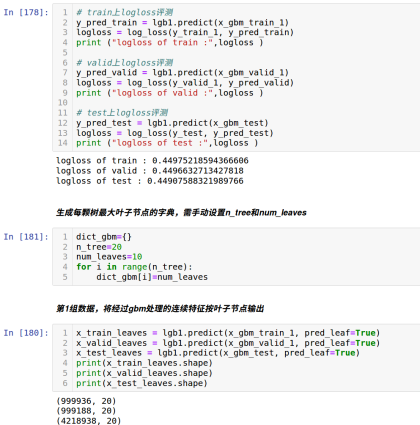 In [178]:
1 # train上logloss评测
2 y_pred_train = lgb1.predict(x_gbm_train_1)
3 logloss = log_loss(y_train_1, y_pred_train)
4 print ("logloss of train :",logloss )
5
6 # valid上logloss评测
7 y_pred_valid = lgb1.predict(x_gbm_valid_1)
8 logloss = log_loss(y_valid_1, y_pred_valid)
9 print ("logloss of valid :",logloss )
10
11 # test上logloss评测
12 y_pred_test = lgb1.predict(x_gbm_test)
13 logloss = log_loss(y_test, y_pred_test)
14 print ("logloss of test :",logloss )
logloss of train : 0.44975218594366606
logloss of valid : 0.4496632713427818
logloss of test : 0.44907588321989766
生成每颗树最大叶子节点的字典，需手动设置n_tree和num_leaves
In [181]:
1 dict_gbm={}
2 n_tree=20
3 num_leaves=10
4 for i in range(n_tree):
5     dict_gbm[i]=num_leaves
第1组数据，将经过gbm处理的连续特征按叶子节点输出
In [180]:
1 x_train_leaves = lgb1.predict(x_gbm_train_1, pred_leaf=True)
2 x_valid_leaves = lgb1.predict(x_gbm_valid_1, pred_leaf=True)
3 x_test_leaves = lgb1.predict(x_gbm_test, pred_leaf=True)
4 print(x_train_leaves.shape)
5 print(x_valid_leaves.shape)
6 print(x_test_leaves.shape)
(999936, 20)
(999188, 20)
(4218938, 20)